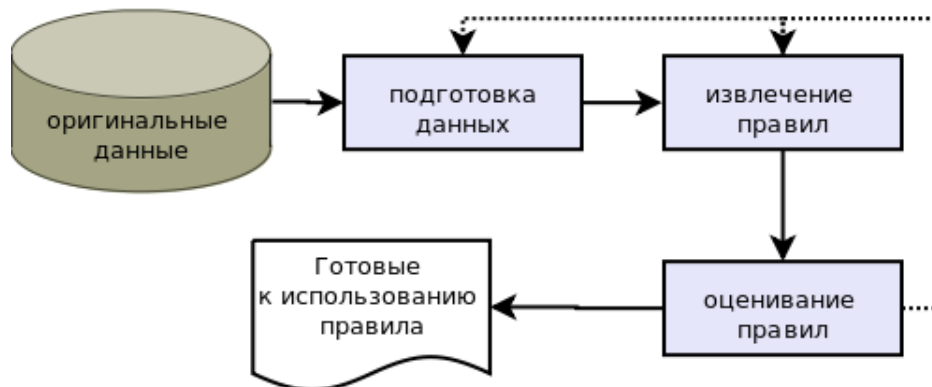 оригинальные
данные
подготовка
данных
извлечение
правил
Готовые
к использованию
правила
оценивание
правил